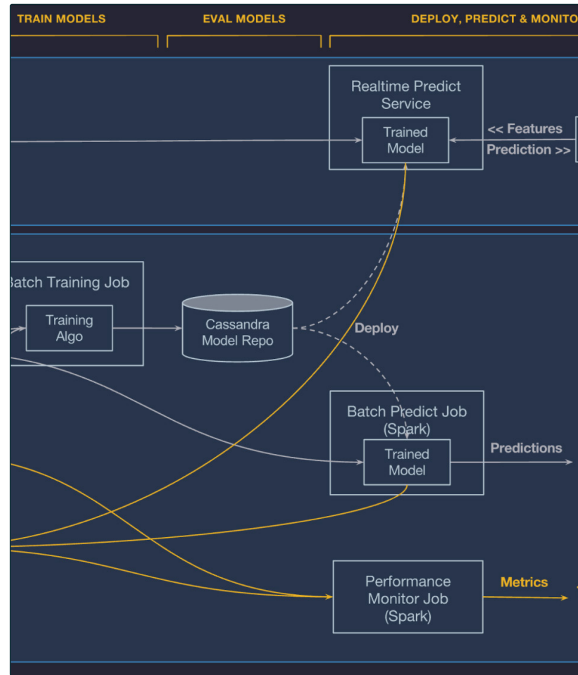 TRAIN MODELS
EVAL MODELS
DEPLOY, PREDICT & MONITO
Realtime Predict
Service
Trained
Model
<< Features
Prediction >>
Batch Training Job
Training
Algo
Cassandra
Model Repo
Deploy
Batch Predict Job
(Spark)
Trained
Model
Predictions
Performance
Monitor Job
(Spark)
Metrics